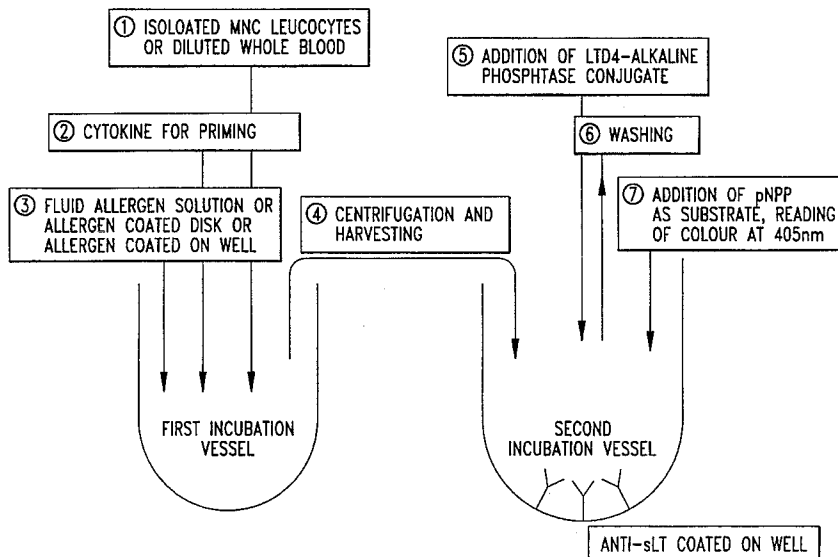 ① ISOLOATED MNC LEUCOCYTES
OR DILUTED WHOLE BLOOD
② CYTOKINE FOR PRIMING
③ FLUID ALLERGEN SOLUTION OR
ALLERGEN COATED DISK OR
ALLERGEN COATED ON WELL
④ CENTRIFUGATION AND
HARVESTING
⑤ ADDITION OF LTD4-ALKALINE
PHOSPHTASE CONJUGATE
⑥ WASHING
⑦ ADDITION OF pNPP
AS SUBSTRATE, READING
OF COLOUR AT 405nm
FIRST INCUBATION
VESSEL
SECOND
INCUBATION VESSEL
ANTI-sLT COATED ON WELL